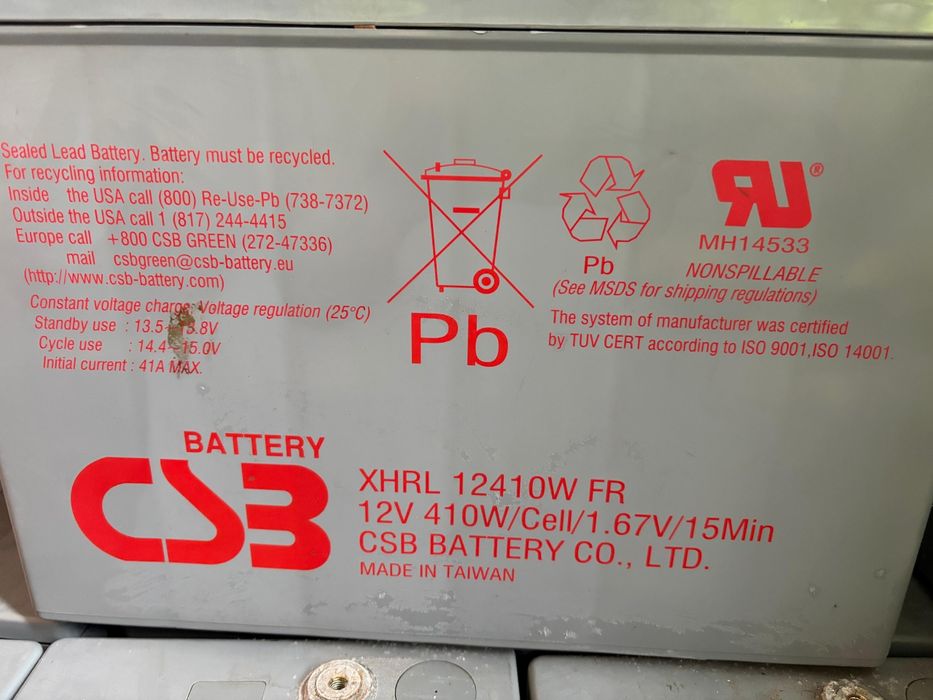 Sealed Lead Battery. Battery must be recycled.
For recycling information:
Inside the USA call (800) Re-Use-Pb (738-7372)
Outside the USA call 1 (817) 244-4415
Europe call +800 CSB GREEN (272-47336)
mail csbgreen@csb-battery.eu
(http://www.csb-battery.com)
Constant voltage charge. Voltage regulation (25°C)
Standby use : 13.5~13.8V
Cycle use : 14.4~15.0V
Initial current : 41A MAX.
Pb
Pb
RU®
MH14533
NONSPILLABLE
(See MSDS for shipping regulations)
The system of manufacturer was certified
by TUV CERT according to ISO 9001,ISO 14001.
BATTERY
CSB
XHRL 12410W FR
12V 410W/Cell/1.67V/15Min
CSB BATTERY CO., LTD.
MADE IN TAIWAN